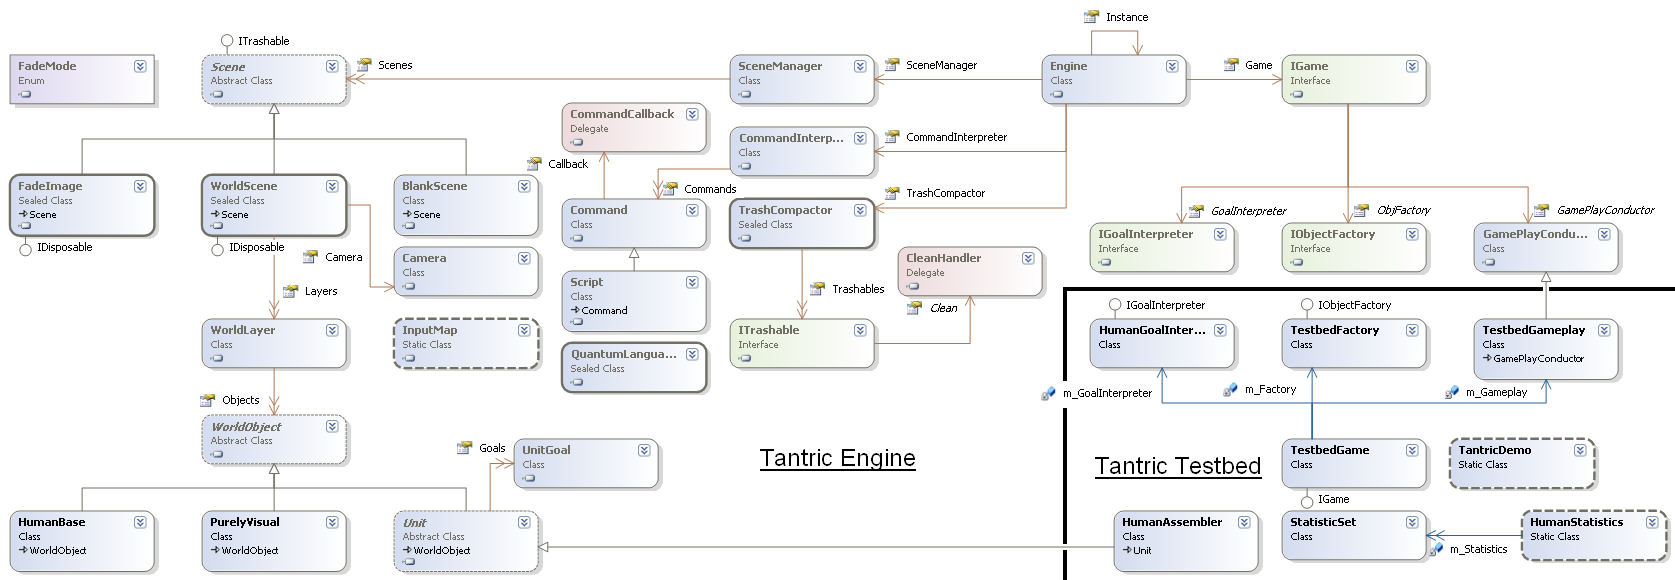 Instance
ITrashable
FadeMode
Enum
Scene
Abstract Class
Scenes
SceneManager
Class
SceneManager
Engine
Class
Game
IGame
Interface
CommandCallback
Delegate
CommandInterp...
Class
CommandInterpreter
Callback
FadeImage
Sealed Class
Scene
IDisposable
WorldScene
Sealed Class
Scene
IDisposable
BlankScene
Class
Scene
Commands
Command
Class
TrashCompactor
TrashCompactor
Sealed Class
GoalInterpreter
ObjFactory
GamePlayConductor
IGoalInterpreter
Interface
IObjectFactory
Interface
GamePlayCondu...
Class
Camera
Camera
Class
Layers
Script
Class
Command
Trashables
CleanHandler
Delegate
Clean
WorldLayer
Class
InputMap
Static Class
QuantumLangua...
Sealed Class
ITrashable
Interface
IGoalInterpreter
HumanGoalInter...
Class
IObjectFactory
TestbedFactory
Class
TestbedGameplay
Class
GamePlayConductor
m_GoalInterpreter
m_Factory
m_Gameplay
Objects
WorldObject
Abstract Class
Goals
UnitGoal
Class
Tantric Engine
Tantric Testbed
TestbedGame
Class
IGame
TantricDemo
Static Class
HumanBase
Class
WorldObject
PurelyVisual
Class
WorldObject
Unit
Abstract Class
WorldObject
HumanAssembler
Class
Unit
StatisticSet
Class
m_Statistics
HumanStatistics
Static Class